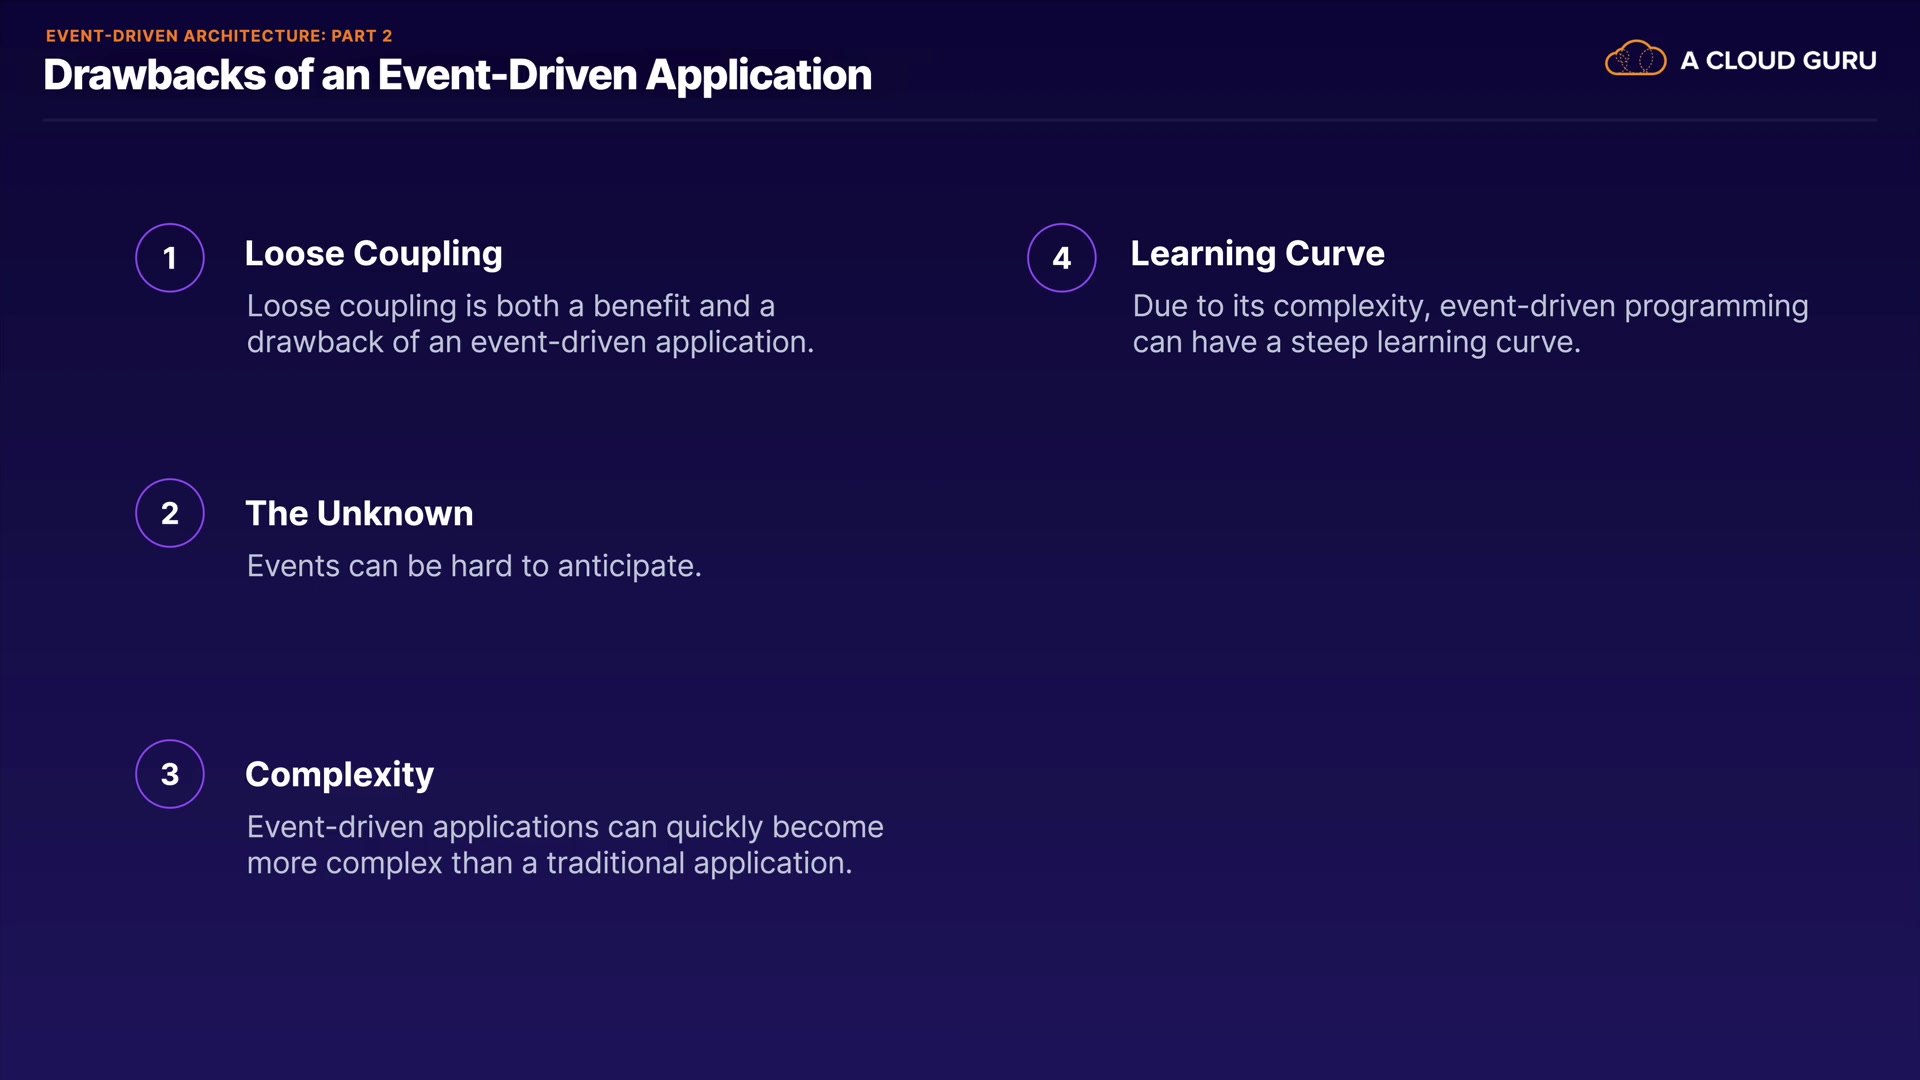 EVENT-DRIVEN ARCHITECTURE: PART 2
Drawbacks of an Event-Driven Application
A CLOUD GURU
1
Loose Coupling
Loose coupling is both a benefit and a
drawback of an event-driven application.
2
The Unknown
Events can be hard to anticipate.
3
Complexity
Event-driven applications can quickly become
more complex than a traditional application.
4
Learning Curve
Due to its complexity, event-driven programming
can have a steep learning curve.